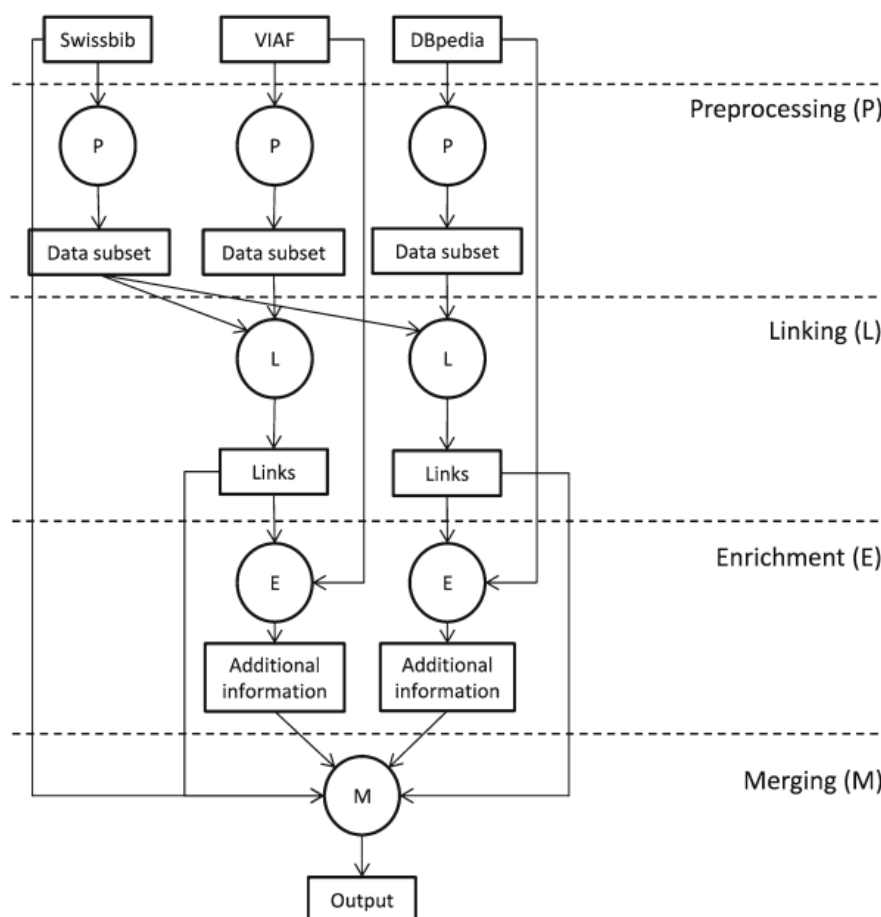 Swissbib
VIAF
DBpedia
Preprocessing (P)
P
P
P
Data subset
Data subset
Data subset
Linking (L)
L
L
Links
Links
Enrichment (E)
E
E
Additional
information
Additional
information
Merging (M)
M
Output